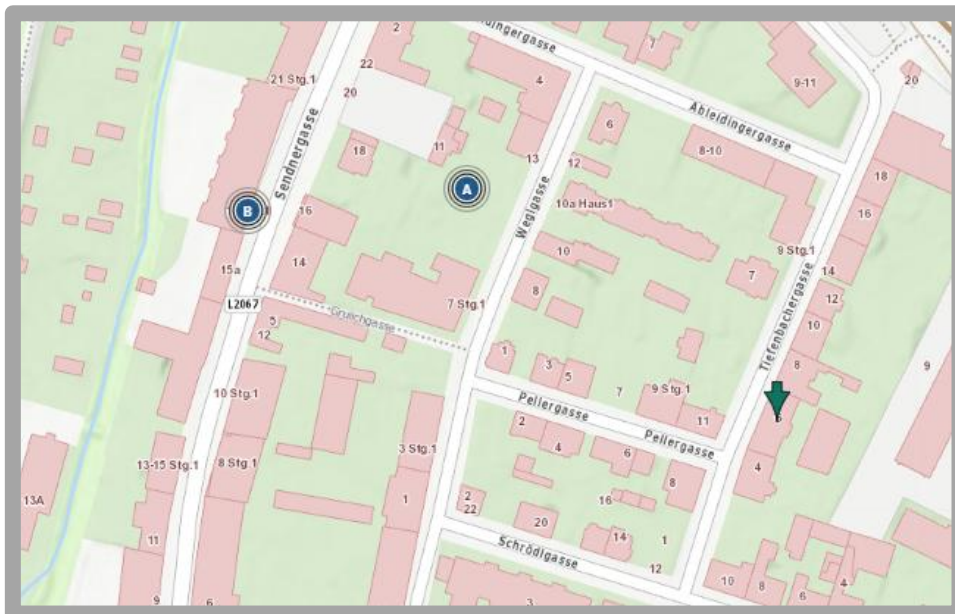 dingergasse
2
7
21 Stg.1
22
4
9-11
20
20
Ableidingergasse
6
Sendnergasse
11
18
13
8-10
12
18
A
B
16
10a Haus1
16
Weglgasse
9 Stg.1
15a
14
10
7
14
L2067
7 Stg.1
8
12
5
Grulichgasse
10
12
1
3
5
Tiefenbachergasse
8
9
10 Stg.1
7
9 Stg.1
Pellergasse
11
2
Pellergasse
3 Stg.1
4
6
13-15 Stg.1
8 Stg.1
4
13A
8
1
2
22
16
20
14
1
11
Schrödlgasse
12
10
8
4
9
6
3
6